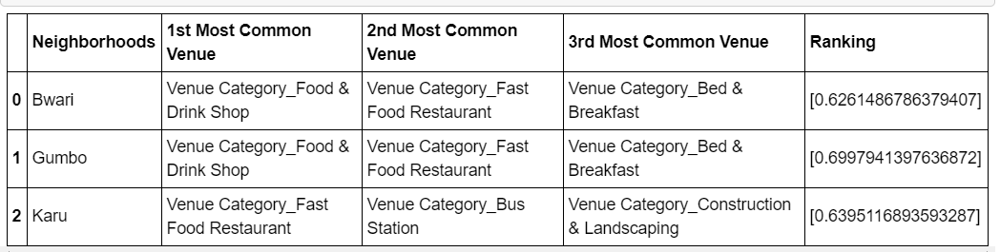 Neighborhoods 1st Most Common Venue 2nd Most Common Venue 3rd Most Common Venue Ranking
0 Bwari Venue Category_Food & Drink Shop Venue Category_Fast Food Restaurant Venue Category_Bed & Breakfast [0.6261486786379407]
1 Gumbo Venue Category_Food & Drink Shop Venue Category_Fast Food Restaurant Venue Category_Bed & Breakfast [0.6997941397636872]
2 Karu Venue Category_Fast Food Restaurant Venue Category_Bus Station Venue Category_Construction & Landscaping [0.6395116893593287]